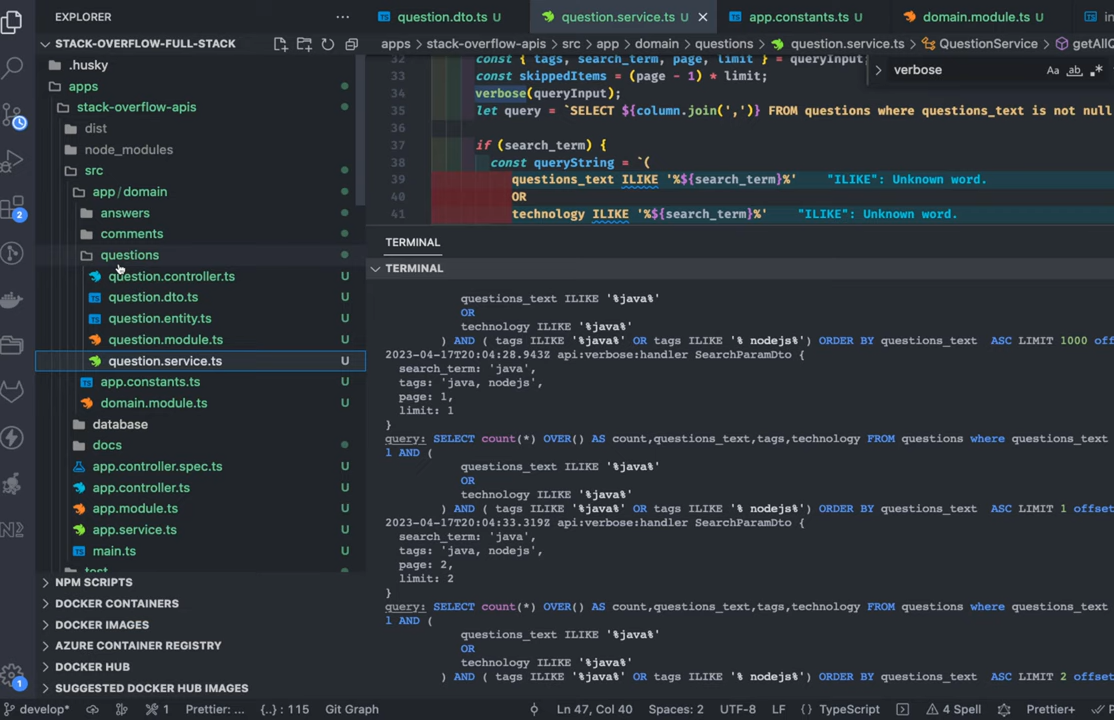 EXPLORER
STACK-OVERFLOW-FULL-STACK
.husky
apps
stack-overflow-apis
dist
node_modules
src
app / domain
answers
comments
questions
question.controller.ts U
question.dto.ts U
question.entity.ts U
question.module.ts U
question.service.ts U
app.constants.ts U
domain.module.ts U
database
docs
app.controller.spec.ts U
app.controller.ts U
app.module.ts U
app.service.ts U
main.ts U
NPM SCRIPTS
DOCKER CONTAINERS
DOCKER IMAGES
AZURE CONTAINER REGISTRY
DOCKER HUB
SUGGESTED DOCKER HUB IMAGES
2
1
question.dto.ts U question.service.ts U app.constants.ts U domain.module.ts U
apps > stack-overflow-apis > src > app > domain > questions > question.service.ts > QuestionService > getAllQ
verbose Aa ab
32 const { tags, search_term, page, limit } = queryInput
33 const skippedItems = (page - 1) * limit;
34 verbose(queryInput);
35 let query = `SELECT ${column.join(',')} FROM questions where questions_text is not null
36
37 if (search_term) {
38 const queryString = `(
39 questions_text ILIKE '%${search_term}%' "ILIKE": Unknown word.
40 OR
41 technology ILIKE '%${search_term}%' "ILIKE": Unknown word.
TERMINAL
TERMINAL
questions_text ILIKE '%java%'
OR
technology ILIKE '%java%'
) AND ( tags ILIKE '%java%' OR tags ILIKE '% nodejs%') ORDER BY questions_text ASC LIMIT 1000 off
2023-04-17T20:04:28.943Z api:verbose:handler SearchParamDto {
search_term: 'java',
tags: 'java, nodejs',
page: 1,
limit: 1
}
query: SELECT count(*) OVER() AS count,questions_text,tags,technology FROM questions where questions_text
1 AND (
questions_text ILIKE '%java%'
OR
technology ILIKE '%java%'
) AND ( tags ILIKE '%java%' OR tags ILIKE '% nodejs%') ORDER BY questions_text ASC LIMIT 1 offset
2023-04-17T20:04:33.319Z api:verbose:handler SearchParamDto {
search_term: 'java',
tags: 'java, nodejs',
page: 2,
limit: 2
}
query: SELECT count(*) OVER() AS count,questions_text,tags,technology FROM questions where questions_text
1 AND (
questions_text ILIKE '%java%'
OR
technology ILIKE '%java%'
) AND ( tags ILIKE '%java%' OR tags ILIKE '% nodejs%') ORDER BY questions_text ASC LIMIT 2 offset
develop* 1 Prettier: ... {..} : 115 Git Graph Ln 47, Col 40 Spaces: 2 UTF-8 LF TypeScript 4 Spell Prettier+